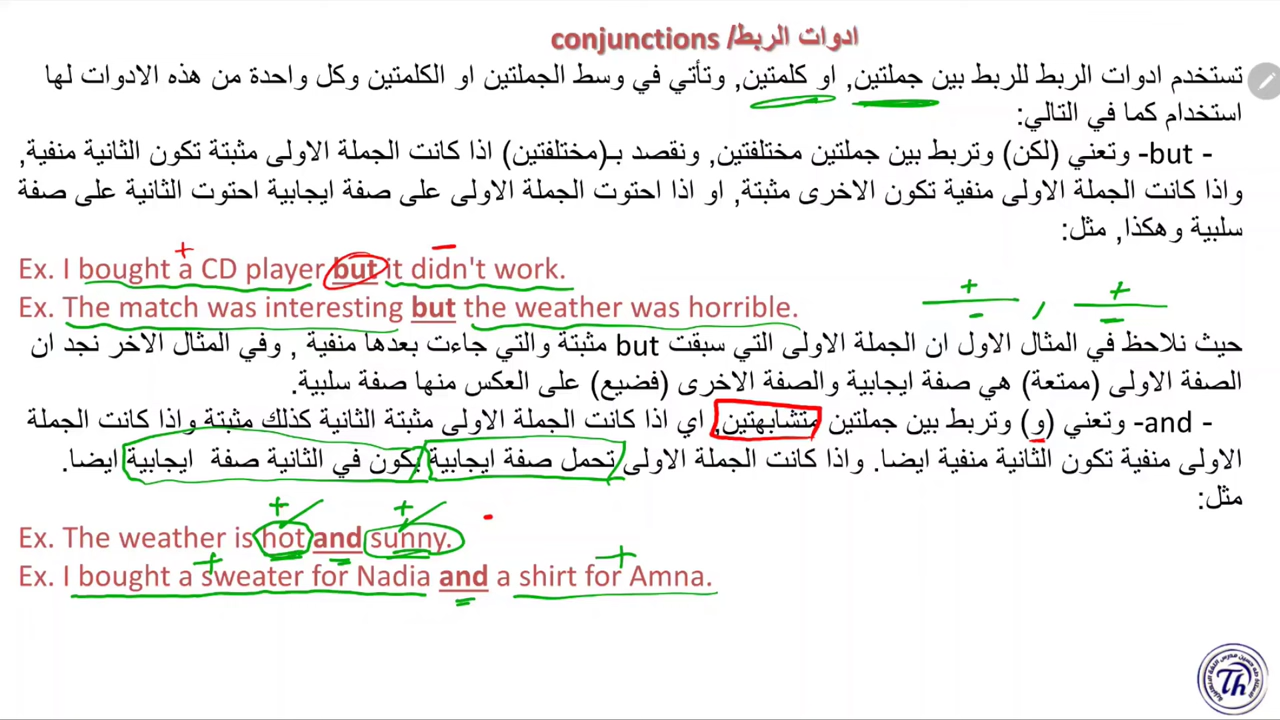 ادوات الربط/ conjunctions
تستخدم ادوات الربط للربط بين جملتين, او كلمتين, وتأتي في وسط الجملتين او الكلمتين وكل واحدة من هذه الادوات لها
استخدام كما في التالي:
- but- وتعني (لكن) وتربط بين جملتين مختلفتين, ونقصد بـ(مختلفتين) اذا كانت الجملة الاولى مثبتة تكون الثانية منفية,
واذا كانت الجملة الاولى منفية تكون الاخرى مثبتة, او اذا احتوت الجملة الاولى على صفة ايجابية احتوت الثانية على صفة
سلبية وهكذا, مثل:
Ex. I bought a CD player but it didn't work.
Ex. The match was interesting but the weather was horrible.
حيث نلاحظ في المثال الاول ان الجملة الاولى التي سبقت but مثبتة والتي جاءت بعدها منفية , وفي المثال الاخر نجد ان
الصفة الاولى (ممتعة) هي صفة ايجابية والصفة الاخرى (فضيع) على العكس منها صفة سلبية.
- and- وتعني (و) وتربط بين جملتين متشابهتين, اي اذا كانت الجملة الاولى مثبتة الثانية كذلك مثبتة واذا كانت الجملة
الاولى منفية تكون الثانية منفية ايضا. واذا كانت الجملة الاولى تحمل صفة ايجابية يكون في الثانية صفة ايجابية ايضا.
مثل:
Ex. The weather is hot and sunny.
Ex. I bought a sweater for Nadia and a shirt for Amna.
Th